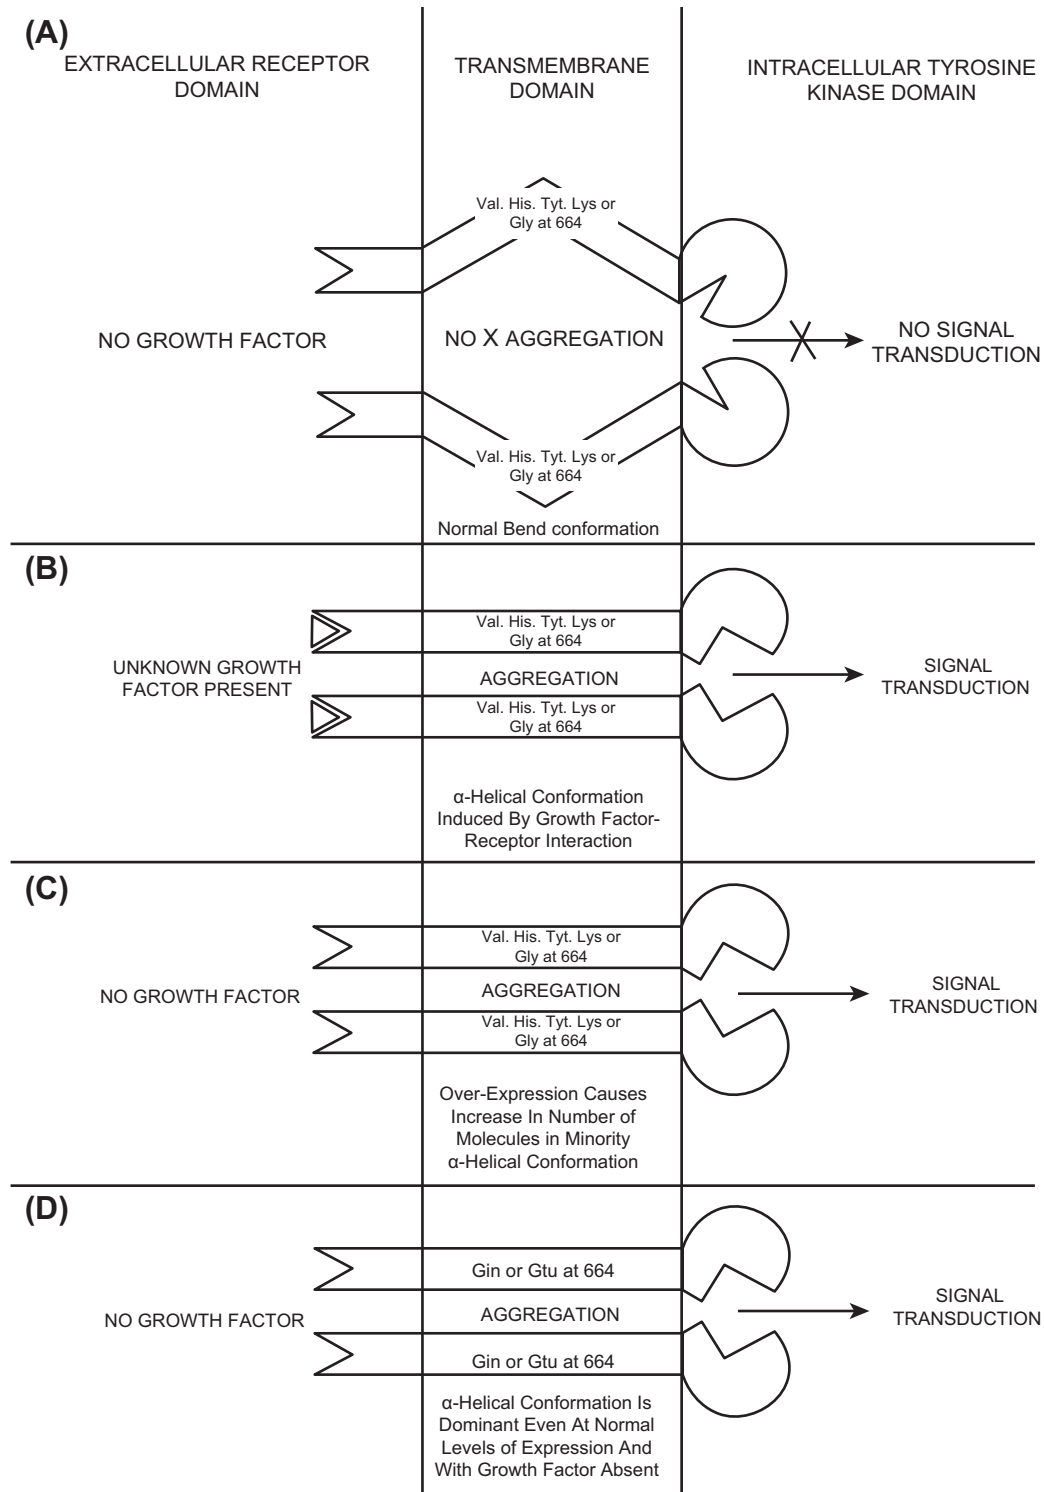 (A)
EXTRACELLULAR RECEPTOR
DOMAIN
TRANSMEMBRANE
DOMAIN
INTRACELLULAR TYROSINE
KINASE DOMAIN
Val. His. Tyt. Lys or
Gly at 664
NO GROWTH FACTOR
NO X AGGREGATION
NO SIGNAL
TRANSDUCTION
Val. His. Tyt. Lys or
Gly at 664
Normal Bend conformation
(B)
Val. His. Tyt. Lys or
Gly at 664
UNKNOWN GROWTH
FACTOR PRESENT
AGGREGATION
SIGNAL
TRANSDUCTION
Val. His. Tyt. Lys or
Gly at 664
α-Helical Conformation
Induced By Growth Factor-
Receptor Interaction
(C)
Val. His. Tyt. Lys or
Gly at 664
NO GROWTH FACTOR
AGGREGATION
SIGNAL
TRANSDUCTION
Val. His. Tyt. Lys or
Gly at 664
Over-Expression Causes
Increase In Number of
Molecules in Minority
α-Helical Conformation
(D)
Gin or Gtu at 664
NO GROWTH FACTOR
AGGREGATION
SIGNAL
TRANSDUCTION
Gin or Gtu at 664
α-Helical Conformation Is
Dominant Even At Normal
Levels of Expression And
With Growth Factor Absent